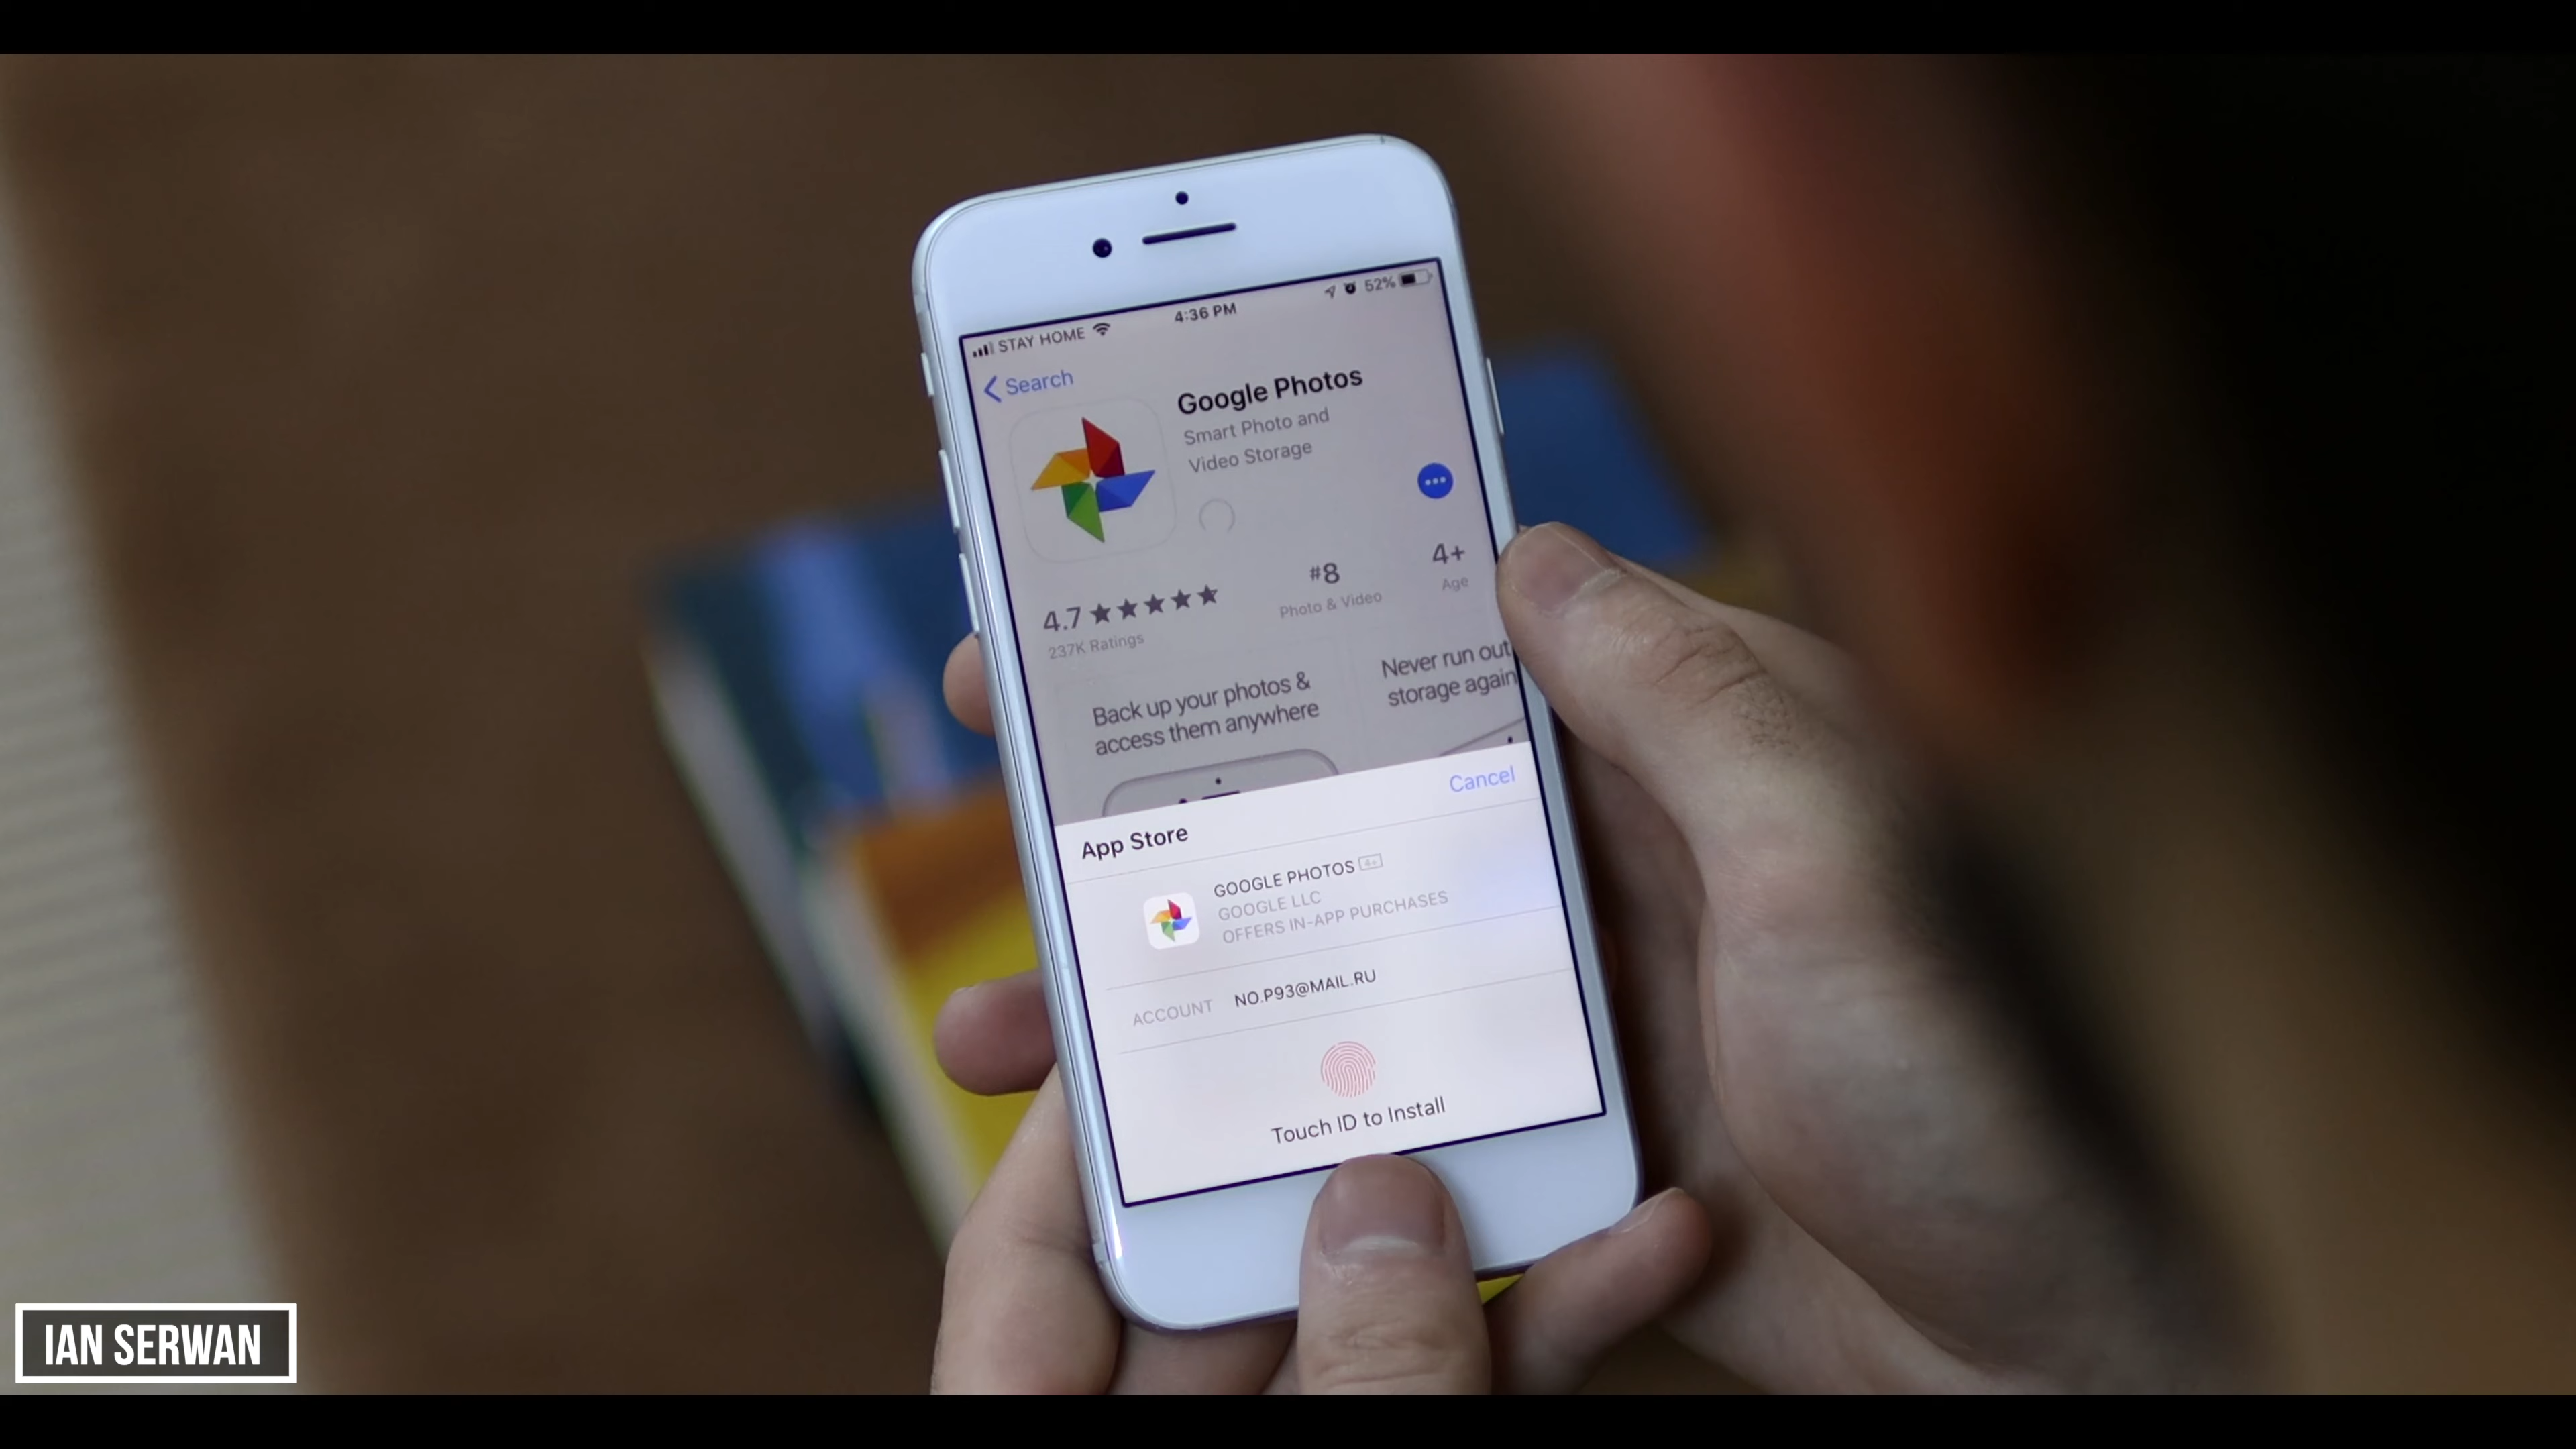 STAY HOME
4:36 PM
52%
Search
Google Photos
Smart Photo and
Video Storage
4.7
237K Ratings
#8
Photo & Video
4+
Age
Back up your photos &
access them anywhere
Never run out
storage again
App Store
Cancel
GOOGLE PHOTOS 4+
GOOGLE LLC
OFFERS IN-APP PURCHASES
ACCOUNT NO.P93@MAIL.RU
Touch ID to Install
IAN SERWAN